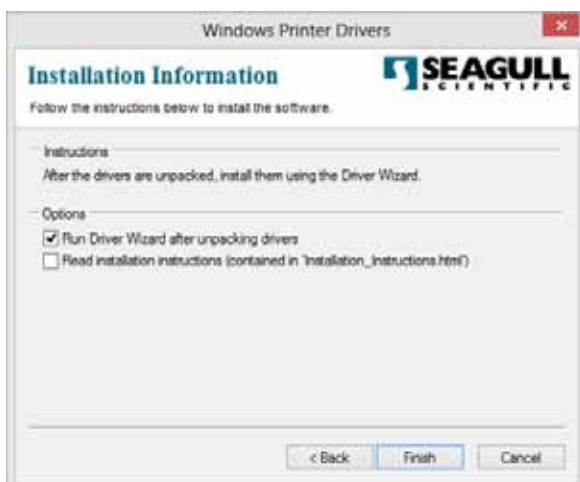 Windows Printer Drivers
Installation Information
SEAGULL
SCIENTIFIC
Follow the instructions below to install the software.
Instructions
After the drivers are unpacked, install them using the Driver Wizard.
Options
Run Driver Wizard after unpacking drivers
Read installation instructions (contained in 'Installation_Instructions.html')
< Back Finish Cancel